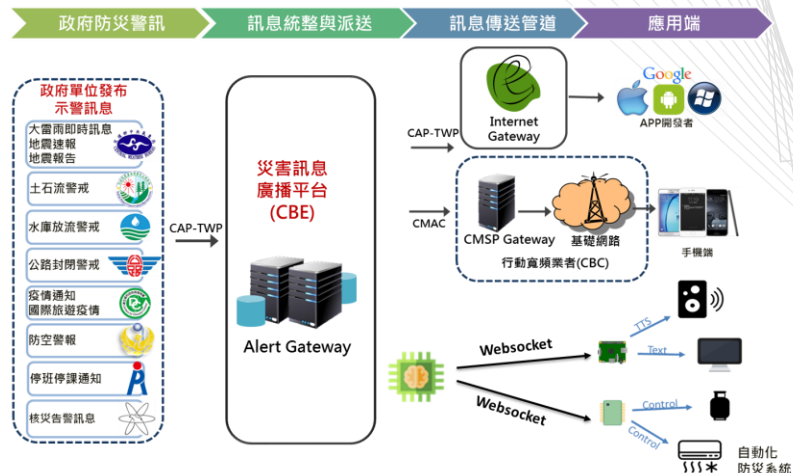 政府防災警訊
訊息統整與派送
訊息傳送管道
應用端
政府單位發布
示警訊息
大雷雨即時訊息
地震速報
地震報告
土石流警戒
水庫放流警戒
公路封閉警戒
疫情通知
國際旅遊疫情
防空警報
停班停課通知
核災告警訊息
CAP-TWP
災害訊息
廣播平台
(CBE)
Alert Gateway
CAP-TWP
CMAC
Internet
Gateway
Google
APP開發者
CMSP Gateway
基礎網路
行動寬頻業者(CBC)
手機端
Websocket
Websocket
TTS
Text
Control
Control
自動化
防災系統